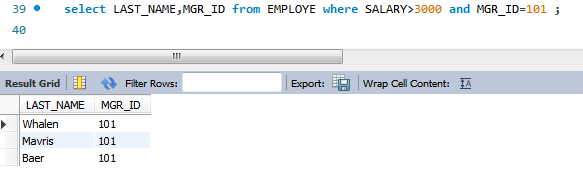 39 select LAST_NAME,MGR_ID from EMPLOYE where SALARY>3000 and MGR_ID=101 ;
40
Result Grid Filter Rows: Export: Wrap Cell Content: IA
LAST_NAME MGR_ID
Whalen 101
Mavris 101
Baer 101